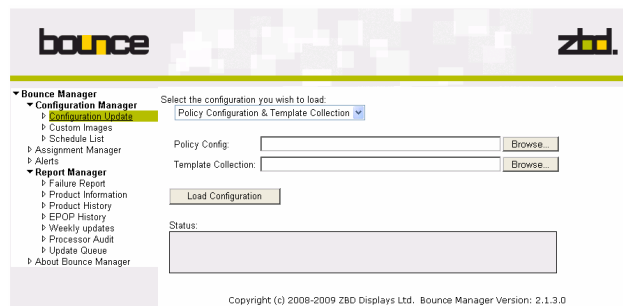 bounce
zbd.
Bounce Manager
Configuration Manager
Configuration Update
Custom Images
Schedule List
Assignment Manager
Alerts
Report Manager
Failure Report
Product Information
Product History
EPOP History
Weekly updates
Processor Audit
Update Queue
About Bounce Manager
Select the configuration you wish to load:
Policy Configuration & Template Collection
Policy Config:
Browse...
Template Collection:
Browse...
Load Configuration
Status:
Copyright (c) 2008-2009 ZBD Displays Ltd. Bounce Manager Version: 2.1.3.0